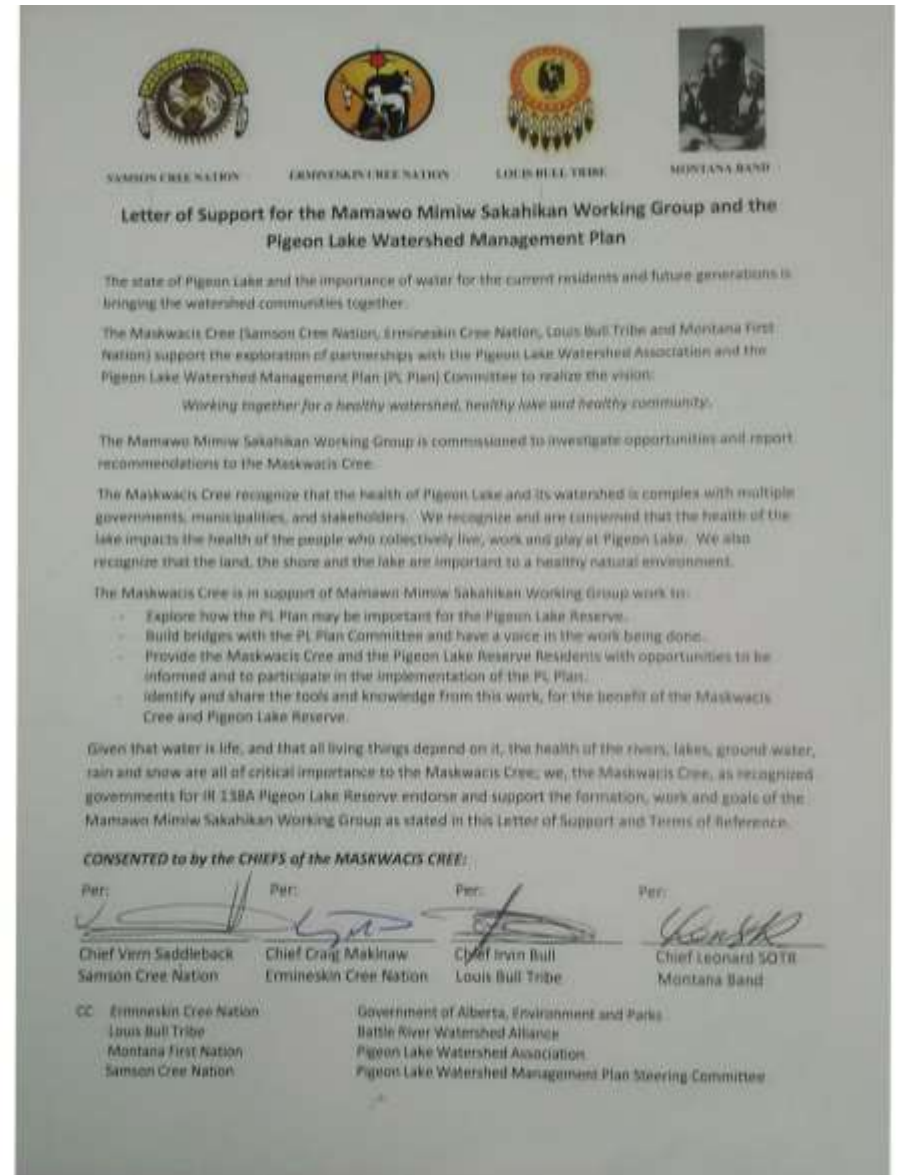 SAMSON CREE NATION
ERMINESKIN CREE NATION
LOUIS BULL TRIBE
MONTANA BAND
Letter of Support for the Mamawo Mimiw Sakahikan Working Group and the
Pigeon Lake Watershed Management Plan
The state of Pigeon Lake and the importance of water for the current residents and future generations is
bringing the watershed communities together.
The Maskwacis Cree (Samson Cree Nation, Ermineskin Cree Nation, Louis Bull Tribe and Montana First
Nation) support the exploration of partnerships with the Pigeon Lake Watershed Association and the
Pigeon Lake Watershed Management Plan (PL Plan) Committee to realize the vision:
Working together for a healthy watershed, healthy lake and healthy community.
The Mamawo Mimiw Sakahikan Working Group is commissioned to investigate opportunities and report
recommendations to the Maskwacis Cree.
The Maskwacis Cree recognize that the health of Pigeon Lake and its watershed is complex with multiple
governments, municipalities, and stakeholders. We recognize and are concerned that the health of the
lake impacts the health of the people who collectively live, work and play at Pigeon Lake. We also
recognize that the land, the shore and the lake are important to a healthy natural environment.
The Maskwacis Cree is in support of Mamawo Mimiw Sakahikan Working Group work to:
- Explore how the PL Plan may be important for the Pigeon Lake Reserve.
- Build bridges with the PL Plan Committee and have a voice in the work being done.
- Provide the Maskwacis Cree and the Pigeon Lake Reserve Residents with opportunities to be
informed and to participate in the implementation of the PL Plan.
- Identify and share the tools and knowledge from this work, for the benefit of the Maskwacis
Cree and Pigeon Lake Reserve.
Given that water is life, and that all living things depend on it, the health of the rivers, lakes, ground water,
rain and snow are all of critical importance to the Maskwacis Cree; we, the Maskwacis Cree, as recognized
governments for IR 138A Pigeon Lake Reserve endorse and support the formation, work and goals of the
Mamawo Mimiw Sakahikan Working Group as stated in this Letter of Support and Terms of Reference.
CONSENTED to by the CHIEFS of the MASKWACIS CREE:
Per: Per: Per: Per:
Chief Vern Saddleback Chief Craig Makinaw Chief Irvin Bull Chief Leonard SOTR
Samson Cree Nation Ermineskin Cree Nation Louis Bull Tribe Montana Band
CC Ermineskin Cree Nation Government of Alberta, Environment and Parks
Louis Bull Tribe Battle River Watershed Alliance
Montana First Nation Pigeon Lake Watershed Association
Samson Cree Nation Pigeon Lake Watershed Management Plan Steering Committee